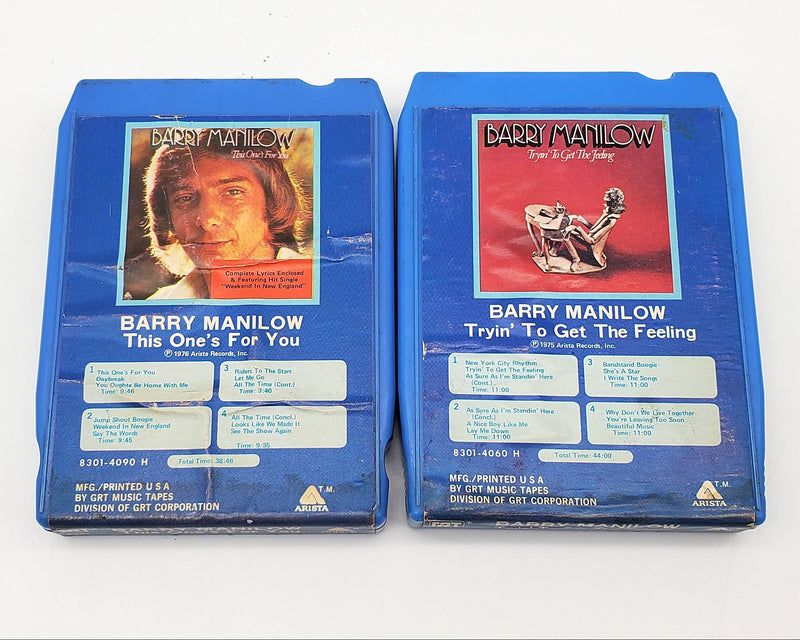 BARRY MANILOW
This One's For You
Complete Lyrics Enclosed
& Featuring Hit Single
"Weekend In New England"
BARRY MANILOW
This One's For You
℗ 1976 Arista Records, Inc.
1 This One's For You
Daybreak
You Oughta Be Home With Me
Time: 9:46
3 Riders To The Stars
Let Me Go
All The Time (Cont.)
Time: 9:40
2 Jump Shout Boogie
Weekend In New England
Say The Words
Time: 9:45
4 All The Time (Concl.)
Looks Like We Made It
See The Show Again
Time: 9:35
8301-4090 H
Total Time: 38:46
MFG./PRINTED U S A
BY GRT MUSIC TAPES
DIVISION OF GRT CORPORATION
T.M.
ARISTA
BARRY MANILOW
Tryin' To Get The Feeling
BARRY MANILOW
Tryin' To Get The Feeling
℗ 1975 Arista Records, Inc.
1 New York City Rhythm
Tryin' To Get The Feeling
As Sure As I'm Standin' Here
(Cont.)
Time: 11:00
3 Bandstand Boogie
She's A Star
I Write The Songs
Time: 11:00
2 As Sure As I'm Standin' Here
(Concl.)
A Nice Boy Like Me
Lay Me Down
Time: 11:00
4 Why Don't We Live Together
You're Leaving Too Soon
Beautiful Music
Time: 11:00
8301-4060 H
Total Time: 44:00
MFG./PRINTED U S A
BY GRT MUSIC TAPES
DIVISION OF GRT CORPORATION
T.M.
ARISTA
GRT
BARRY MANILOW